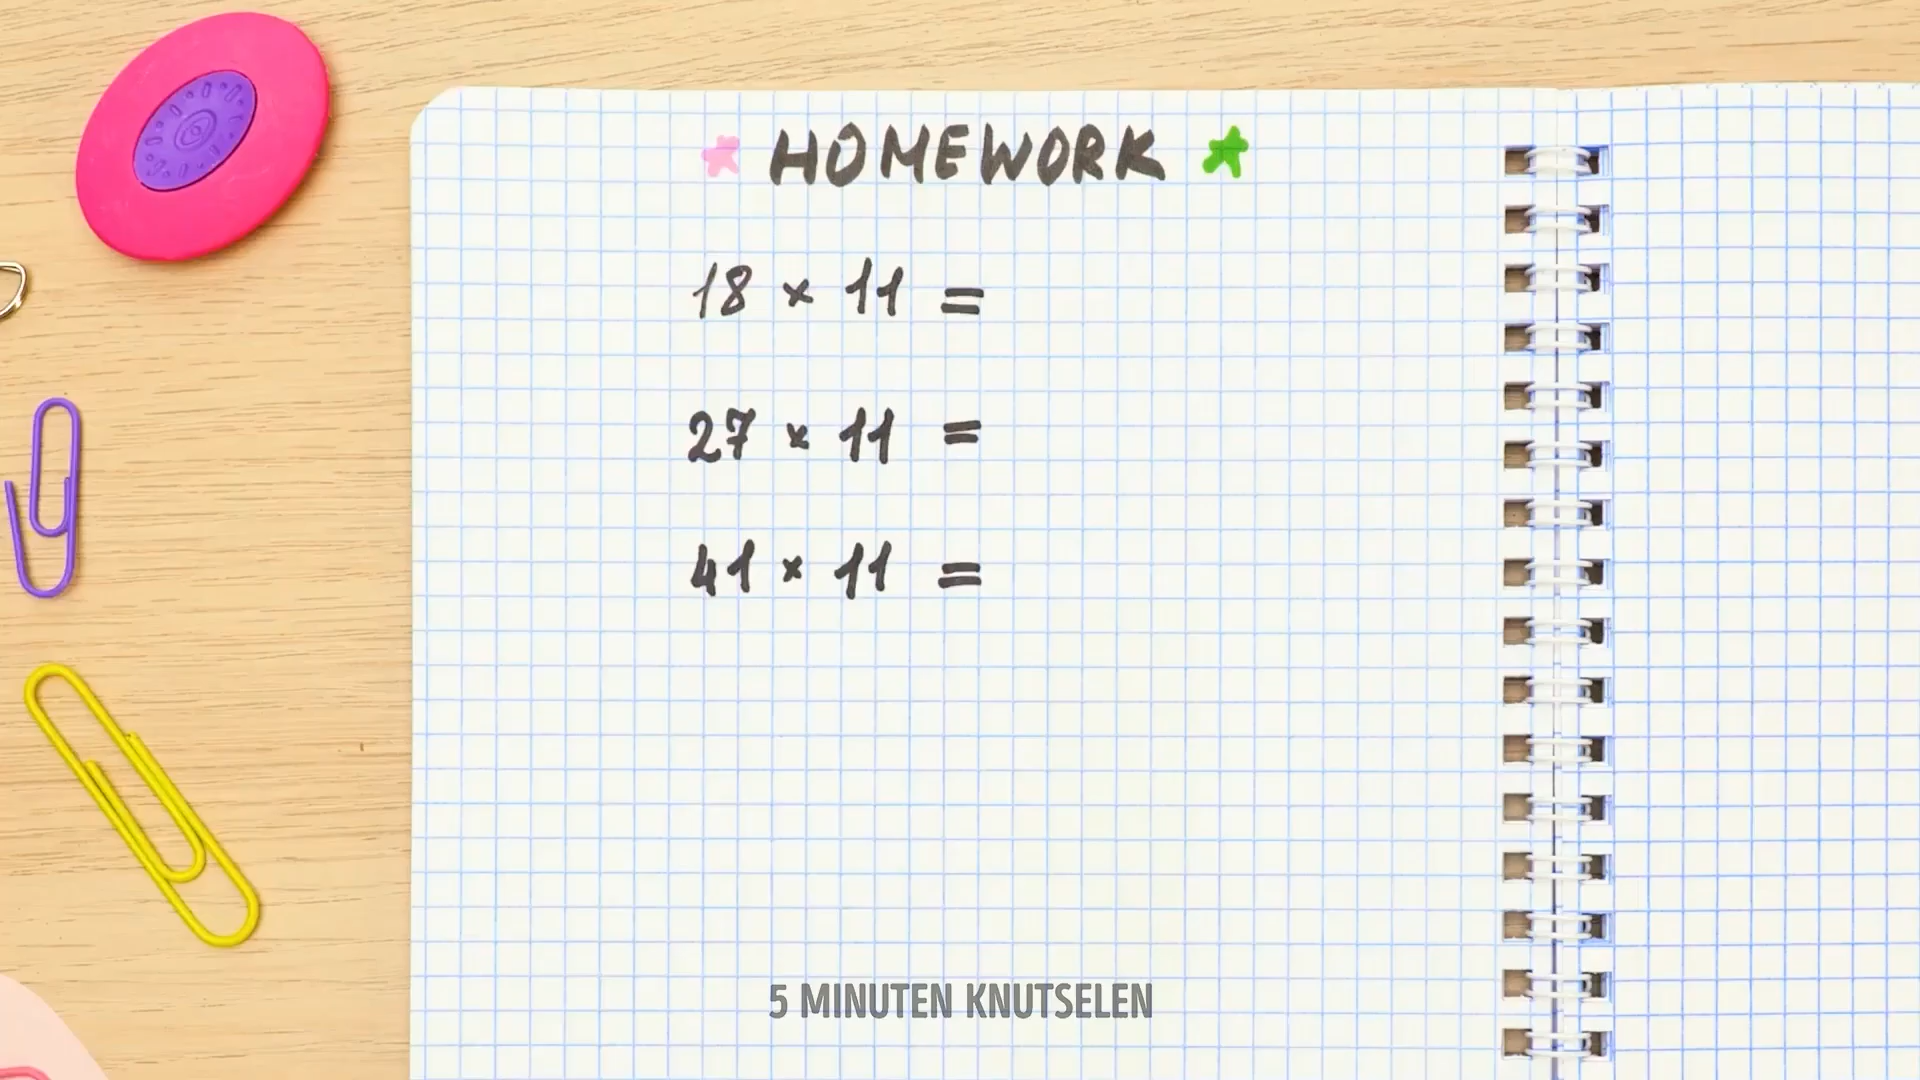 HOMEWORK
18 × 11 =
27 × 11 =
41 × 11 =
5 MINUTEN KNUTSELEN